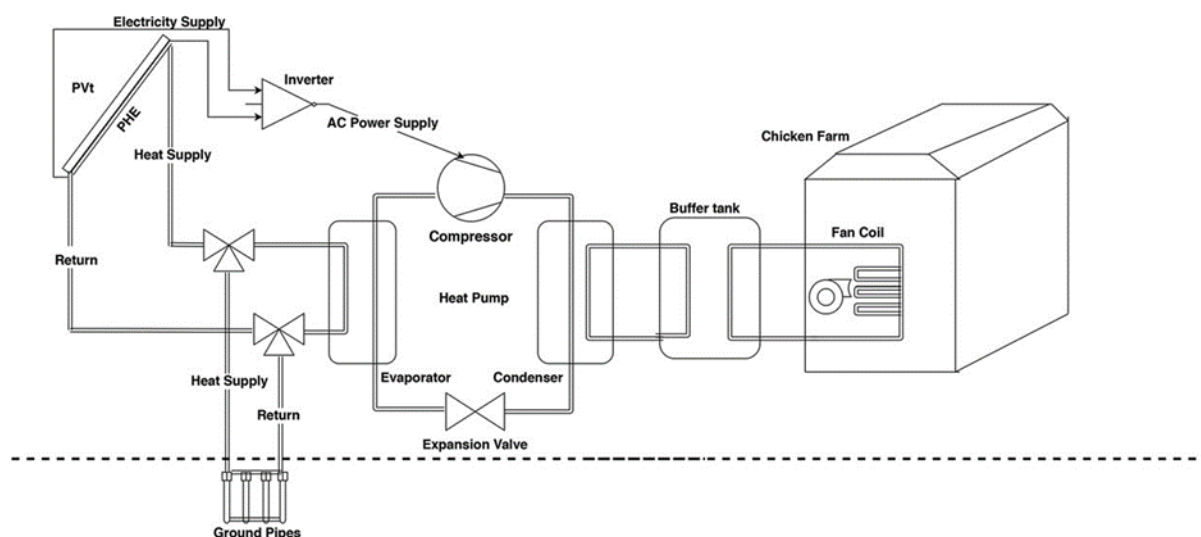 Electricity Supply
PVt
PHE
Inverter
AC Power Supply
Heat Supply
Chicken Farm
Buffer tank
Fan Coil
Compressor
Return
Heat Pump
Heat Supply
Evaporator
Condenser
Return
Expansion Valve
Ground Pipes